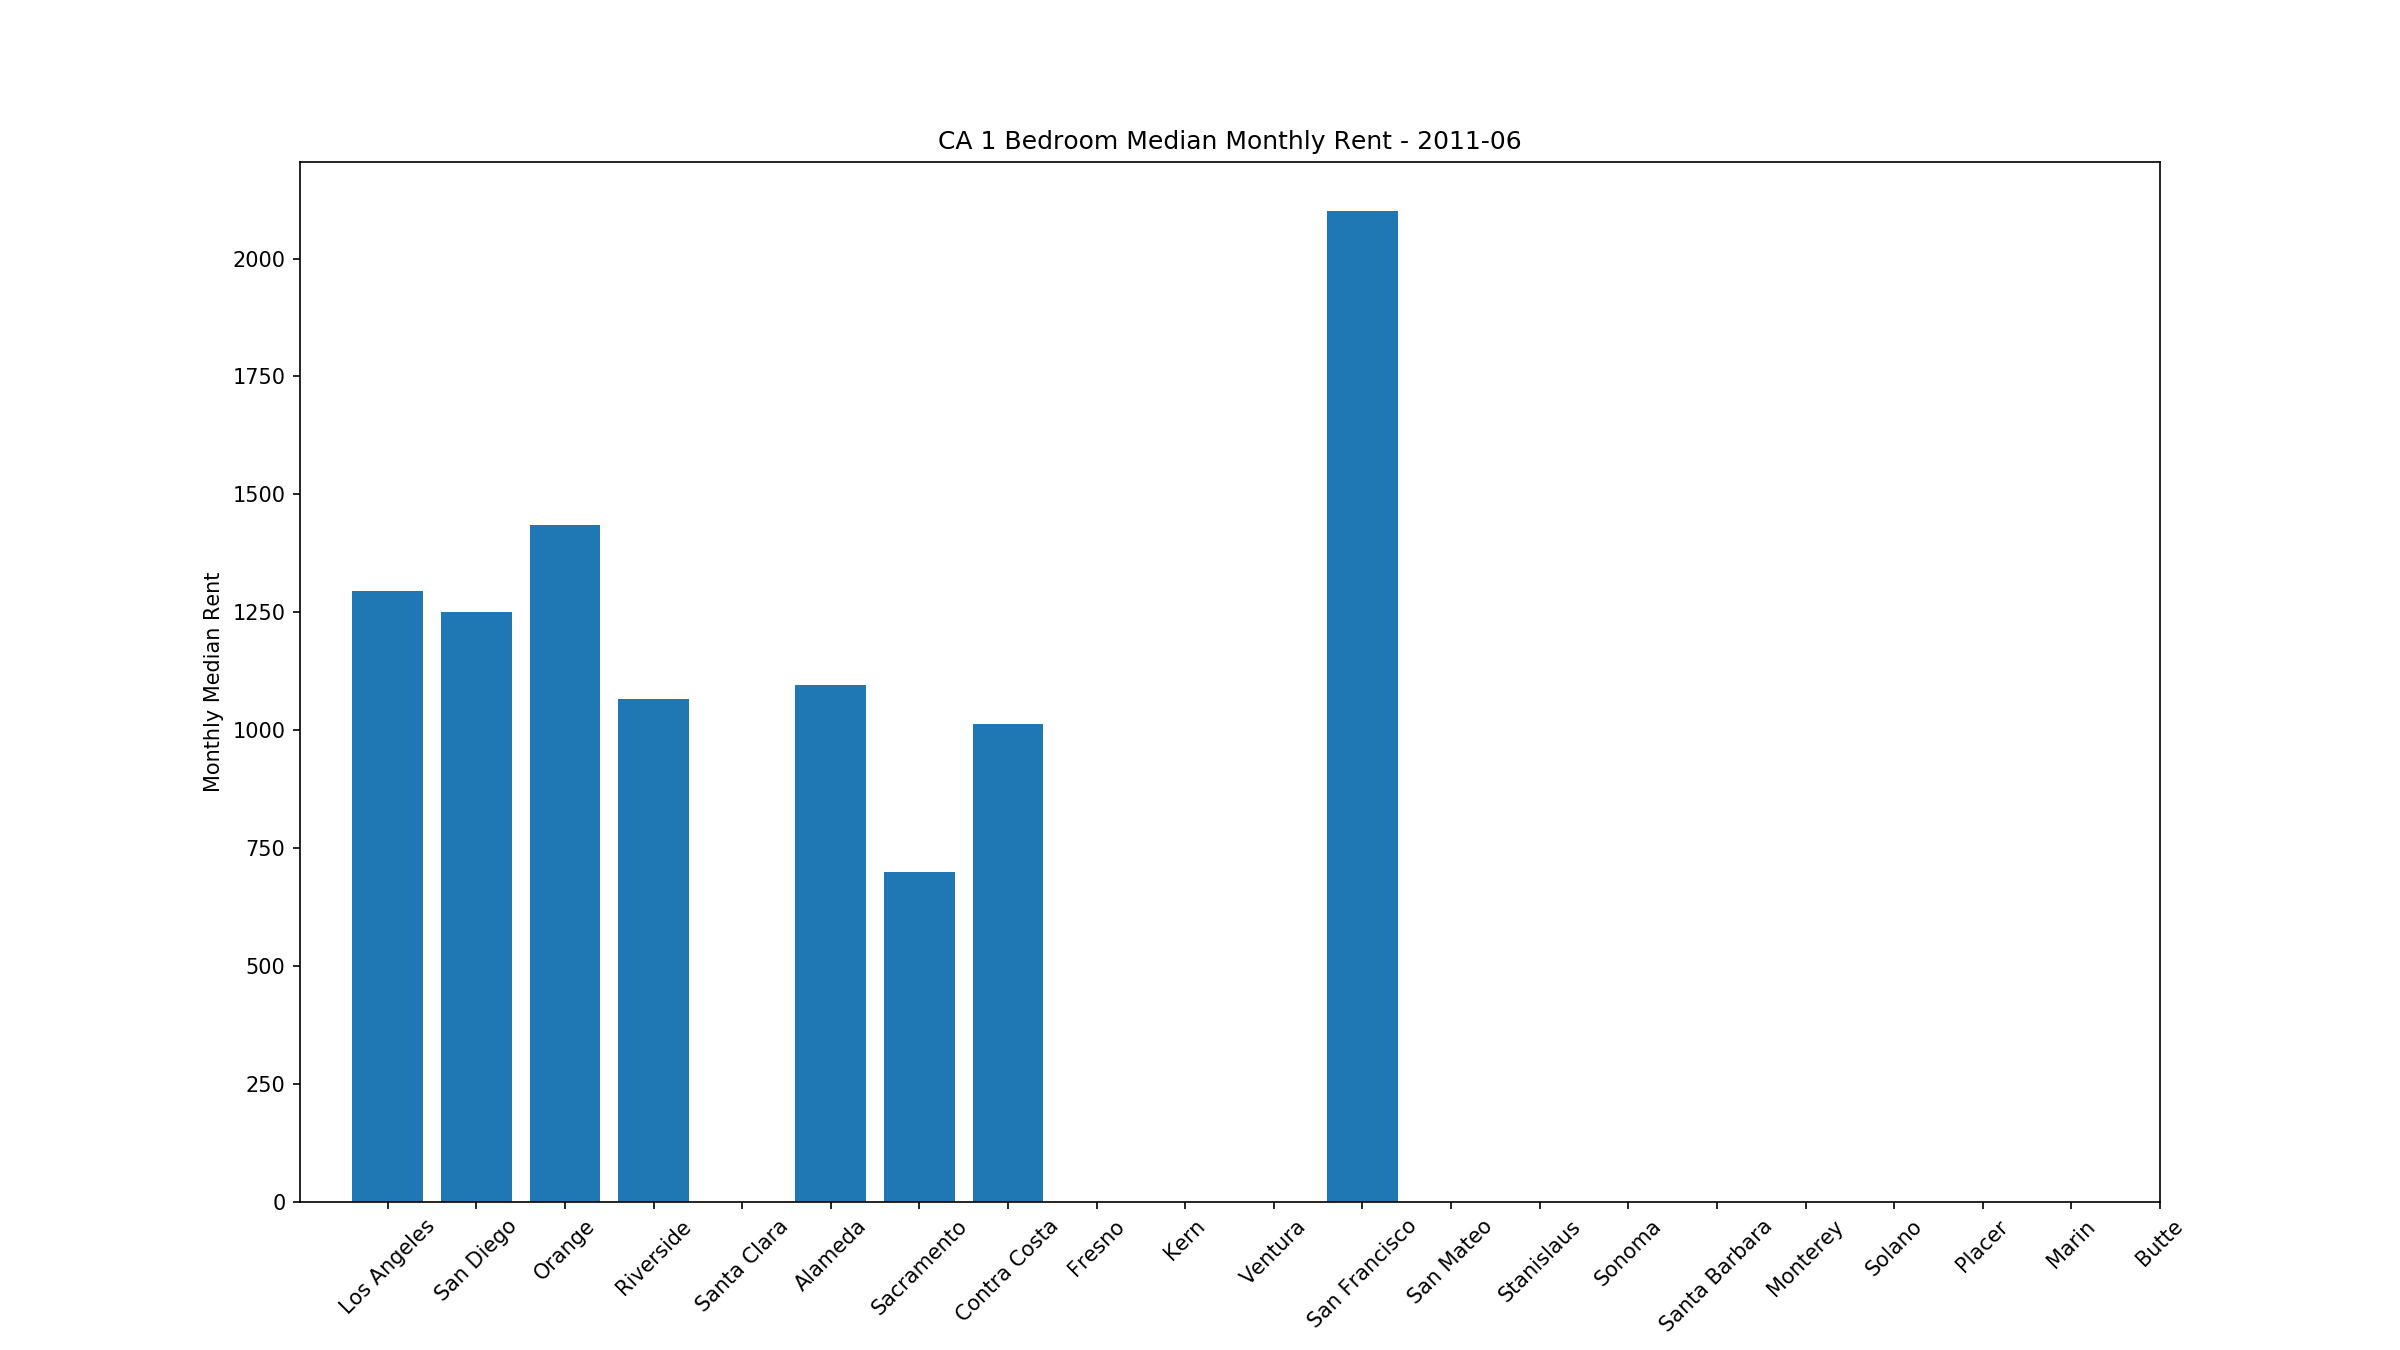 CA 1 Bedroom Median Monthly Rent - 2011-06
Monthly Median Rent
2000
1750
1500
1250
1000
750
500
250
0
Los Angeles
San Diego
Orange
Riverside
Santa Clara
Alameda
Sacramento
Contra Costa
Fresno
Kern
Ventura
San Francisco
San Mateo
Stanislaus
Sonoma
Santa Barbara
Monterey
Solano
Placer
Marin
Butte